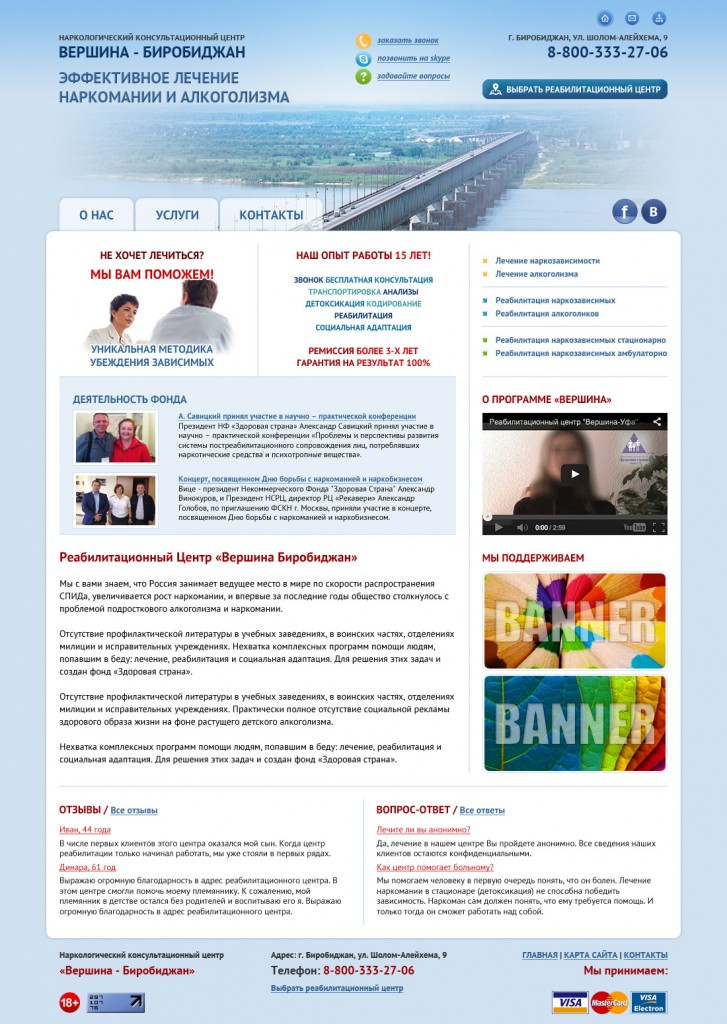 НАРКОЛОГИЧЕСКИЙ КОНСУЛЬТАЦИОННЫЙ ЦЕНТР
ВЕРШИНА - БИРОБИДЖАН
ЭФФЕКТИВНОЕ ЛЕЧЕНИЕ
НАРКОМАНИИ И АЛКОГОЛИЗМА
заказать звонок
позвонить на skype
задавайте вопросы
Г. БИРОБИДЖАН, УЛ. ШОЛОМ-АЛЕЙХЕМА, 9
8-800-333-27-06
ВЫБРАТЬ РЕАБИЛИТАЦИОННЫЙ ЦЕНТР
О НАС
УСЛУГИ
КОНТАКТЫ
f
В
НЕ ХОЧЕТ ЛЕЧИТЬСЯ?
МЫ ВАМ ПОМОЖЕМ!
УНИКАЛЬНАЯ МЕТОДИКА
УБЕЖДЕНИЯ ЗАВИСИМЫХ
НАШ ОПЫТ РАБОТЫ 15 ЛЕТ!
ЗВОНОК БЕСПЛАТНАЯ КОНСУЛЬТАЦИЯ
ТРАНСПОРТИРОВКА АНАЛИЗЫ
ДЕТОКСИКАЦИЯ КОДИРОВАНИЕ
РЕАБИЛИТАЦИЯ
СОЦИАЛЬНАЯ АДАПТАЦИЯ
РЕМИССИЯ БОЛЕЕ 3-Х ЛЕТ
ГАРАНТИЯ НА РЕЗУЛЬТАТ 100%
Лечение наркозависимости
Лечение алкоголизма
Реабилитация наркозависимых
Реабилитация алкоголиков
Реабилитация наркозависимых стационарно
Реабилитация наркозависимых амбулаторно
ДЕЯТЕЛЬНОСТЬ ФОНДА
А. Савицкий принял участие в научно – практической конференции
Президент НФ «Здоровая страна» Александр Савицкий принял участие в
научно – практической конференции «Проблемы и перспективы развития
системы постреабилитационного сопровождения лиц, потреблявших
наркотические средства и психотропные вещества».
Концерт, посвященном Дню борьбы с наркоманией и наркобизнесом
Вице - президент Некоммерческого Фонда "Здоровая Страна" Александр
Винокуров, и Президент НСРЦ, директор РЦ «Рекавери» Александр
Голобов, по приглашению ФСКН г. Москвы, приняли участие в концерте,
посвященном Дню борьбы с наркоманией и наркобизнесом.
О ПРОГРАММЕ «ВЕРШИНА»
Реабилитационный центр "Вершина-Уфа"
0:00 / 2:59
YouTube
Реабилитационный Центр «Вершина Биробиджан»
Мы с вами знаем, что Россия занимает ведущее место в мире по скорости распространения
СПИДа, увеличивается рост наркомании, и впервые за последние годы общество столкнулось с
проблемой подросткового алкоголизма и наркомании.
Отсутствие профилактической литературы в учебных заведениях, в воинских частях, отделениях
милиции и исправительных учреждениях. Нехватка комплексных программ помощи людям,
попавшим в беду: лечение, реабилитация и социальная адаптация. Для решения этих задач и
создан фонд «Здоровая страна».
Отсутствие профилактической литературы в учебных заведениях, в воинских частях, отделениях
милиции и исправительных учреждениях. Практически полное отсутствие социальной рекламы
здорового образа жизни на фоне растущего детского алкоголизма.
Нехватка комплексных программ помощи людям, попавшим в беду: лечение, реабилитация и
социальная адаптация. Для решения этих задач и создан фонд «Здоровая страна».
МЫ ПОДДЕРЖИВАЕМ
BANNER
BANNER
ОТЗЫВЫ / Все отзывы
Иван, 44 года
В числе первых клиентов этого центра оказался мой сын. Когда центр
реабилитации только начинал работать, мы уже стояли в первых рядах.
Динара, 61 год
Выражаю огромную благодарность в адрес реабилитационного центра. В
этом центре смогли помочь моему племяннику. К сожалению, мой
племянник в детстве остался без родителей и воспитываю его я. Выражаю
огромную благодарность в адрес реабилитационного центра.
ВОПРОС-ОТВЕТ / Все ответы
Лечите ли вы анонимно?
Да, лечение в нашем центре Вы пройдете анонимно. Все сведения наших
клиентов остаются конфиденциальными.
Как центр помогает больному?
Мы помогаем человеку в первую очередь понять, что он болен. Лечение
наркомании в стационаре (детоксикация) не способна победить
зависимость. Наркоман сам должен понять, что ему требуется помощь. И
только тогда он сможет работать над собой.
Наркологический консультационный центр
«Вершина - Биробиджан»
18+
Адрес: г. Биробиджан, ул. Шолом-Алейхема, 9
Телефон: 8-800-333-27-06
Выбрать реабилитационный центр
ГЛАВНАЯ | КАРТА САЙТА | КОНТАКТЫ
Мы принимаем:
VISA
MasterCard
VISA
Electron